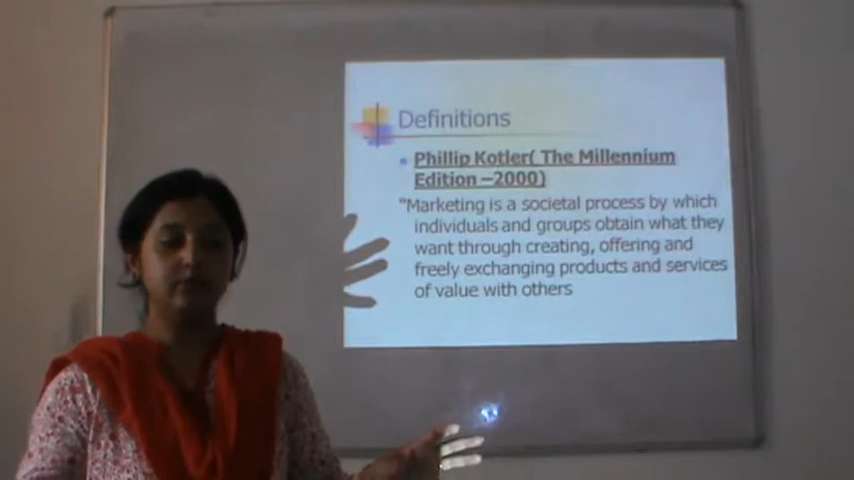 Definitions
Phillip Kotler( The Millennium
Edition –2000)
"Marketing is a societal process by which
individuals and groups obtain what they
want through creating, offering and
freely exchanging products and services
of value with others